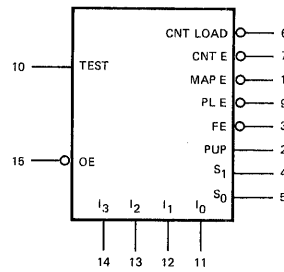 CNT LOAD 6
CNT E 7
10 TEST MAP E 1
PL E 9
FE 3
PUP 2
15 OE S₁ 4
S₀ 5
I₃ I₂ I₁ I₀
14 13 12 11